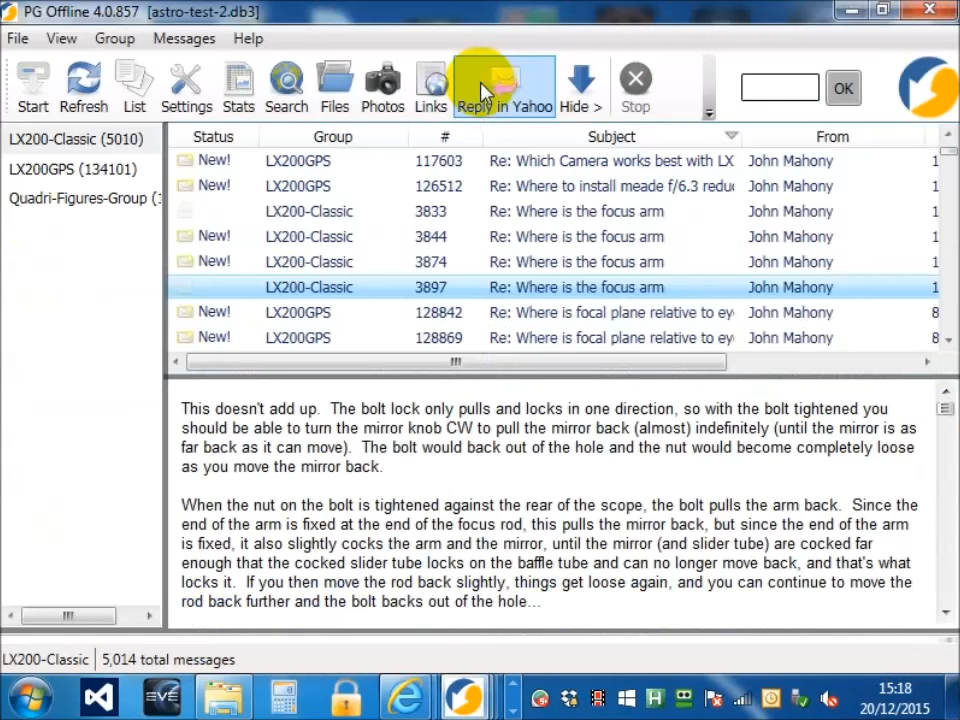 PG Offline 4.0.857 [astro-test-2.db3]
File View Group Messages Help
Start Refresh List Settings Stats Search Files Photos Links Reply in Yahoo Hide > Stop OK
LX200-Classic (5010)
LX200GPS (134101)
Quadri-Figures-Group (1
Status Group # Subject From
New! LX200GPS 117603 Re: Which Camera works best with LX John Mahony 1
New! LX200GPS 126512 Re: Where to install meade f/6.3 redu John Mahony 1
LX200-Classic 3833 Re: Where is the focus arm John Mahony 1
New! LX200-Classic 3844 Re: Where is the focus arm John Mahony 1
New! LX200-Classic 3874 Re: Where is the focus arm John Mahony 1
LX200-Classic 3897 Re: Where is the focus arm John Mahony 1
New! LX200GPS 128842 Re: Where is focal plane relative to ey John Mahony 8
New! LX200GPS 128869 Re: Where is focal plane relative to ey John Mahony 8
This doesn't add up. The bolt lock only pulls and locks in one direction, so with the bolt tightened you
should be able to turn the mirror knob CW to pull the mirror back (almost) indefinitely (until the mirror is as
far back as it can move). The bolt would back out of the hole and the nut would become completely loose
as you move the mirror back.
When the nut on the bolt is tightened against the rear of the scope, the bolt pulls the arm back. Since the
end of the arm is fixed at the end of the focus rod, this pulls the mirror back, but since the end of the arm
is fixed, it also slightly cocks the arm and the mirror, until the mirror (and slider tube) are cocked far
enough that the cocked slider tube locks on the baffle tube and can no longer move back, and that's what
locks it. If you then move the rod back slightly, things get loose again, and you can continue to move the
rod back further and the bolt backs out of the hole...
LX200-Classic 5,014 total messages
EVE
15:18
20/12/2015